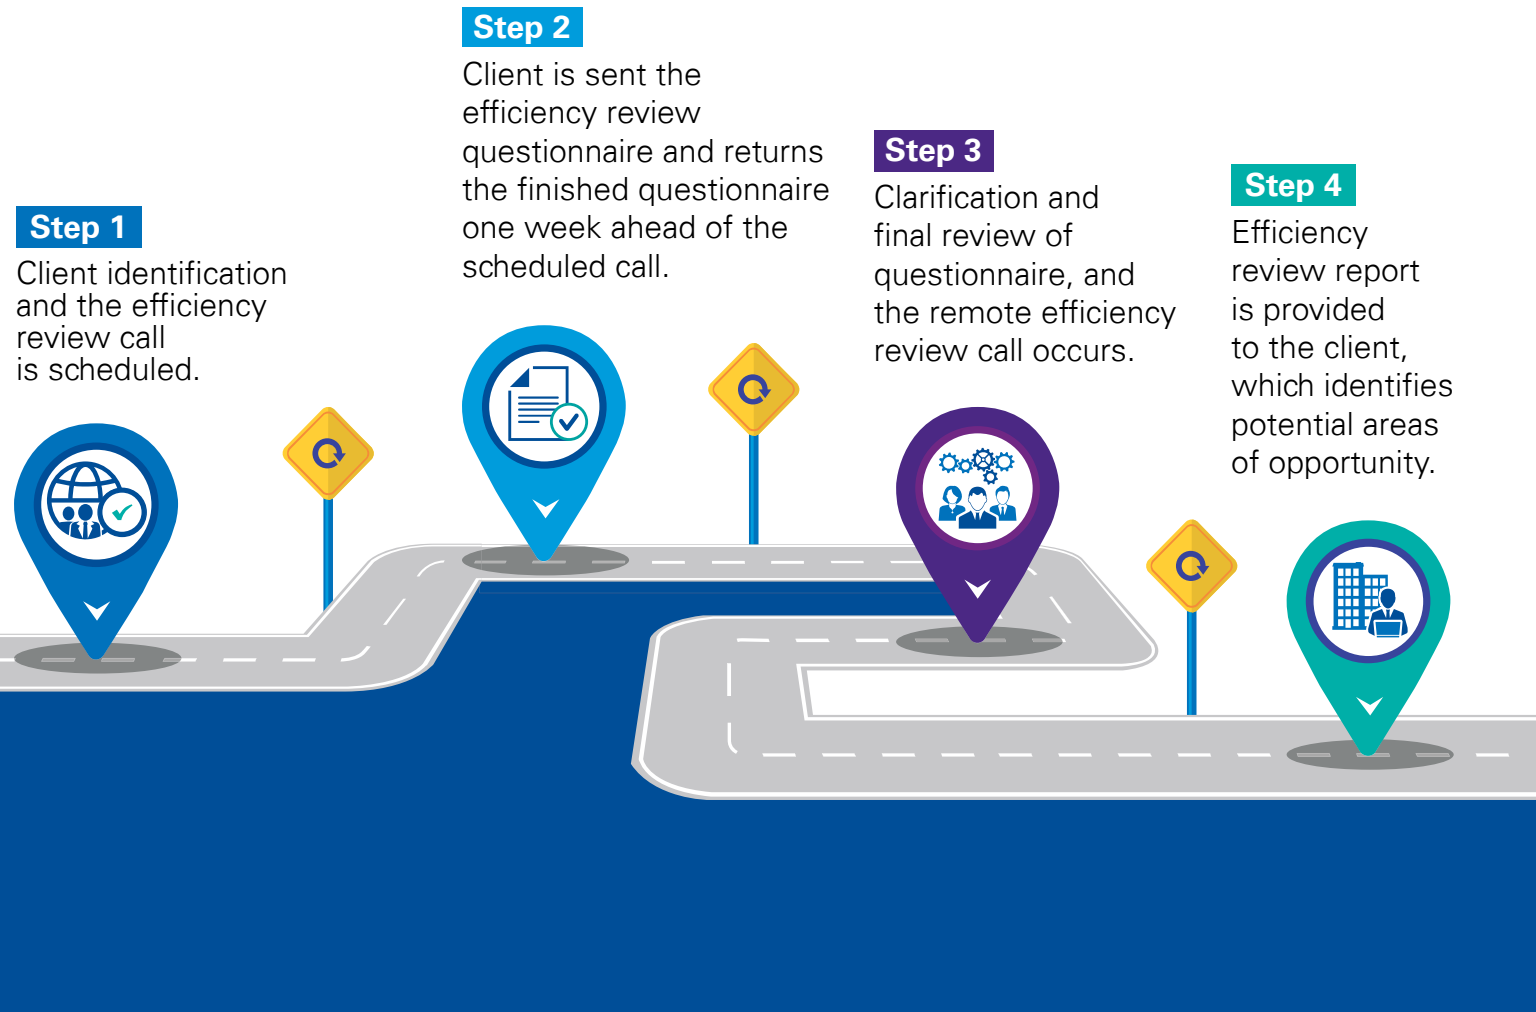 Step 1
Client identification
and the efficiency
review call
is scheduled.
Step 2
Client is sent the
efficiency review
questionnaire and returns
the finished questionnaire
one week ahead of the
scheduled call.
Step 3
Clarification and
final review of
questionnaire, and
the remote efficiency
review call occurs.
Step 4
Efficiency
review report
is provided
to the client,
which identifies
potential areas
of opportunity.